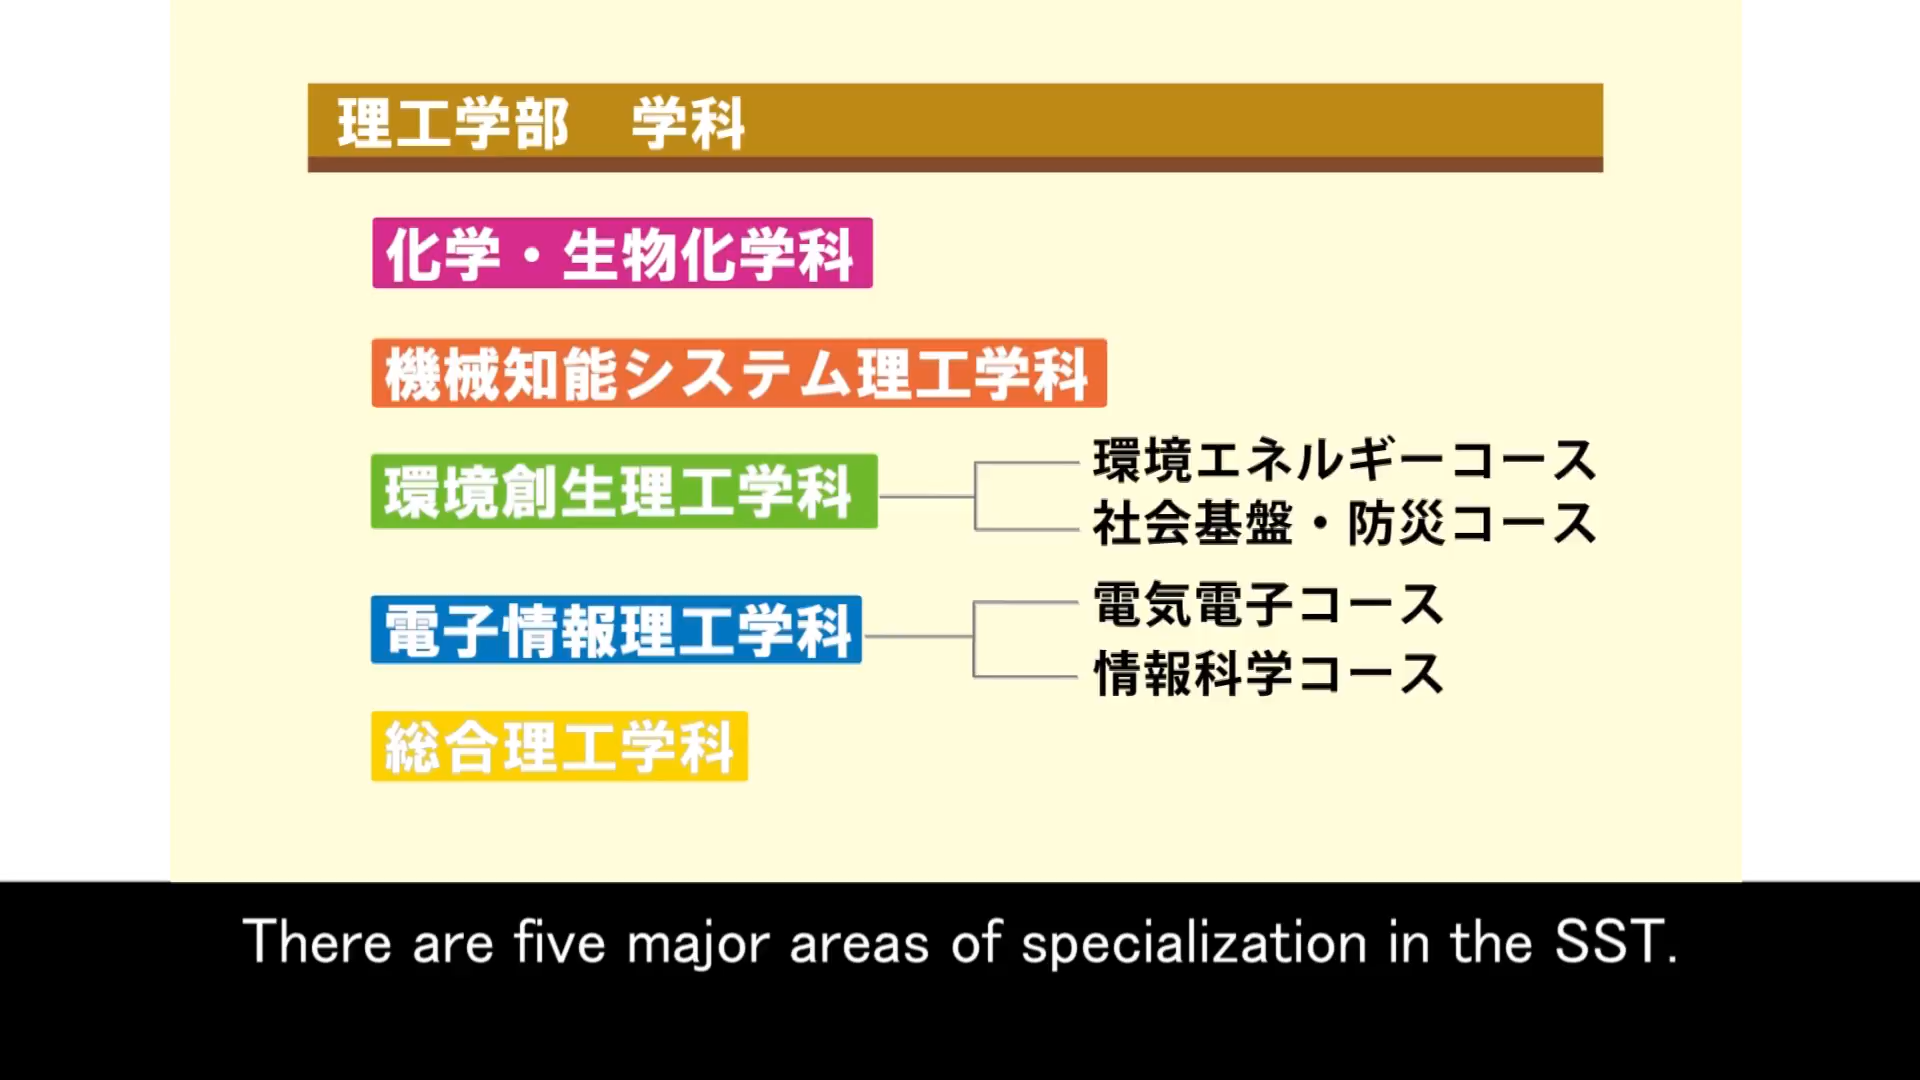 理工学部　学科
化学・生物化学科
機械知能システム理工学科
環境創生理工学科
環境エネルギーコース
社会基盤・防災コース
電子情報理工学科
電気電子コース
情報科学コース
総合理工学科
There are five major areas of specialization in the SST.